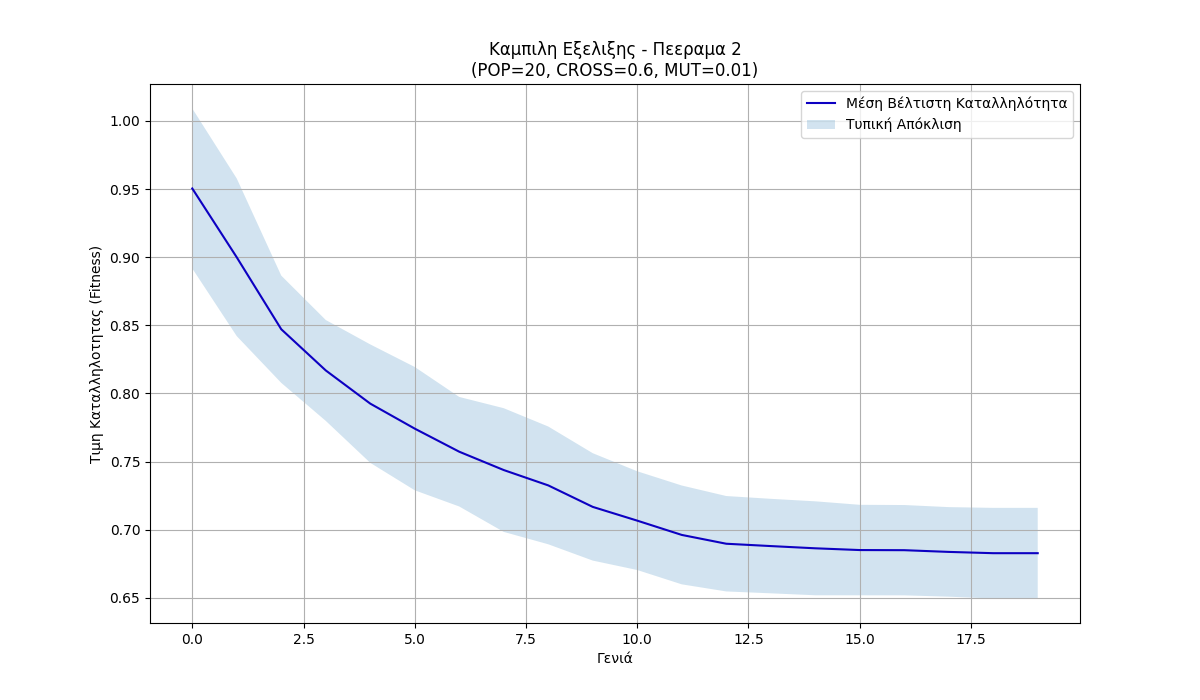 Καμπιλη Εξελιξης - Πεεραμα 2
(POP=20, CROSS=0.6, MUT=0.01)
Μέση Βέλτιστη Καταλληλότητα
Τυπική Απόκλιση
Τιμη Καταλληλοτητας (Fitness)
1.00
0.95
0.90
0.85
0.80
0.75
0.70
0.65
0.0 2.5 5.0 7.5 10.0 12.5 15.0 17.5
Γενιά